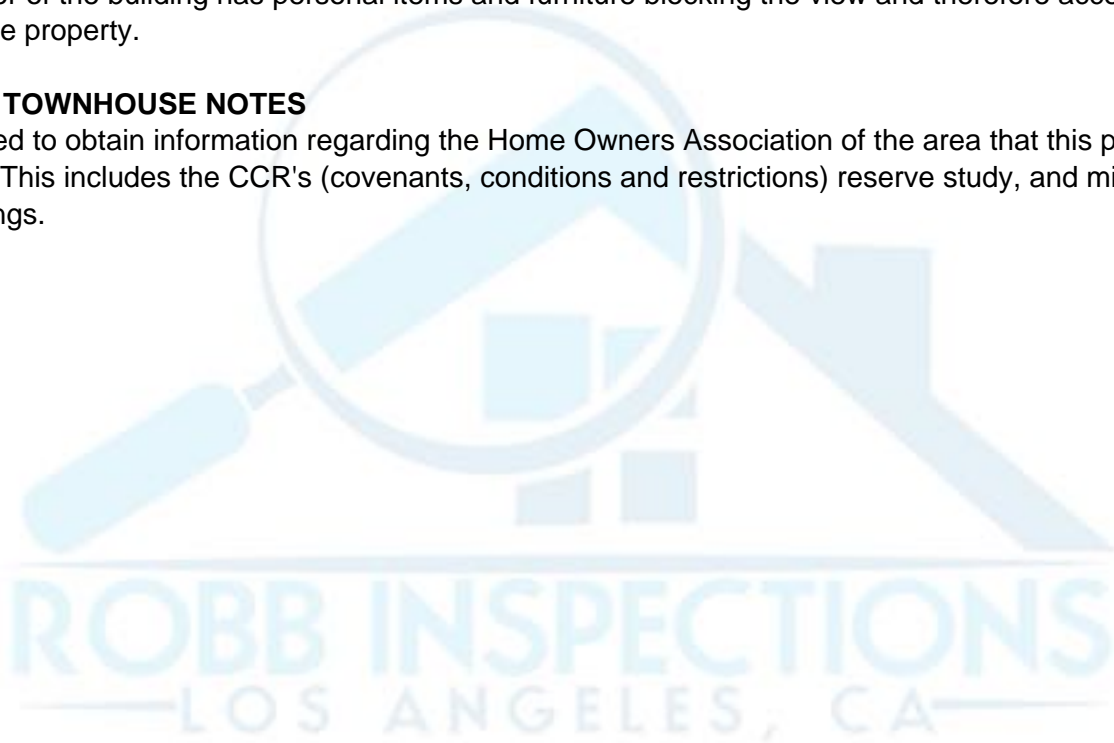 of the building has personal items and furniture blocking the view and therefore
e property.
TOWNHOUSE NOTES
ed to obtain information regarding the Home Owners Association of the area that this p
This includes the CCR's (covenants, conditions and restrictions) reserve study, and mi
ngs.
ROBB INSPECTIONS
LOS ANGELES, CA